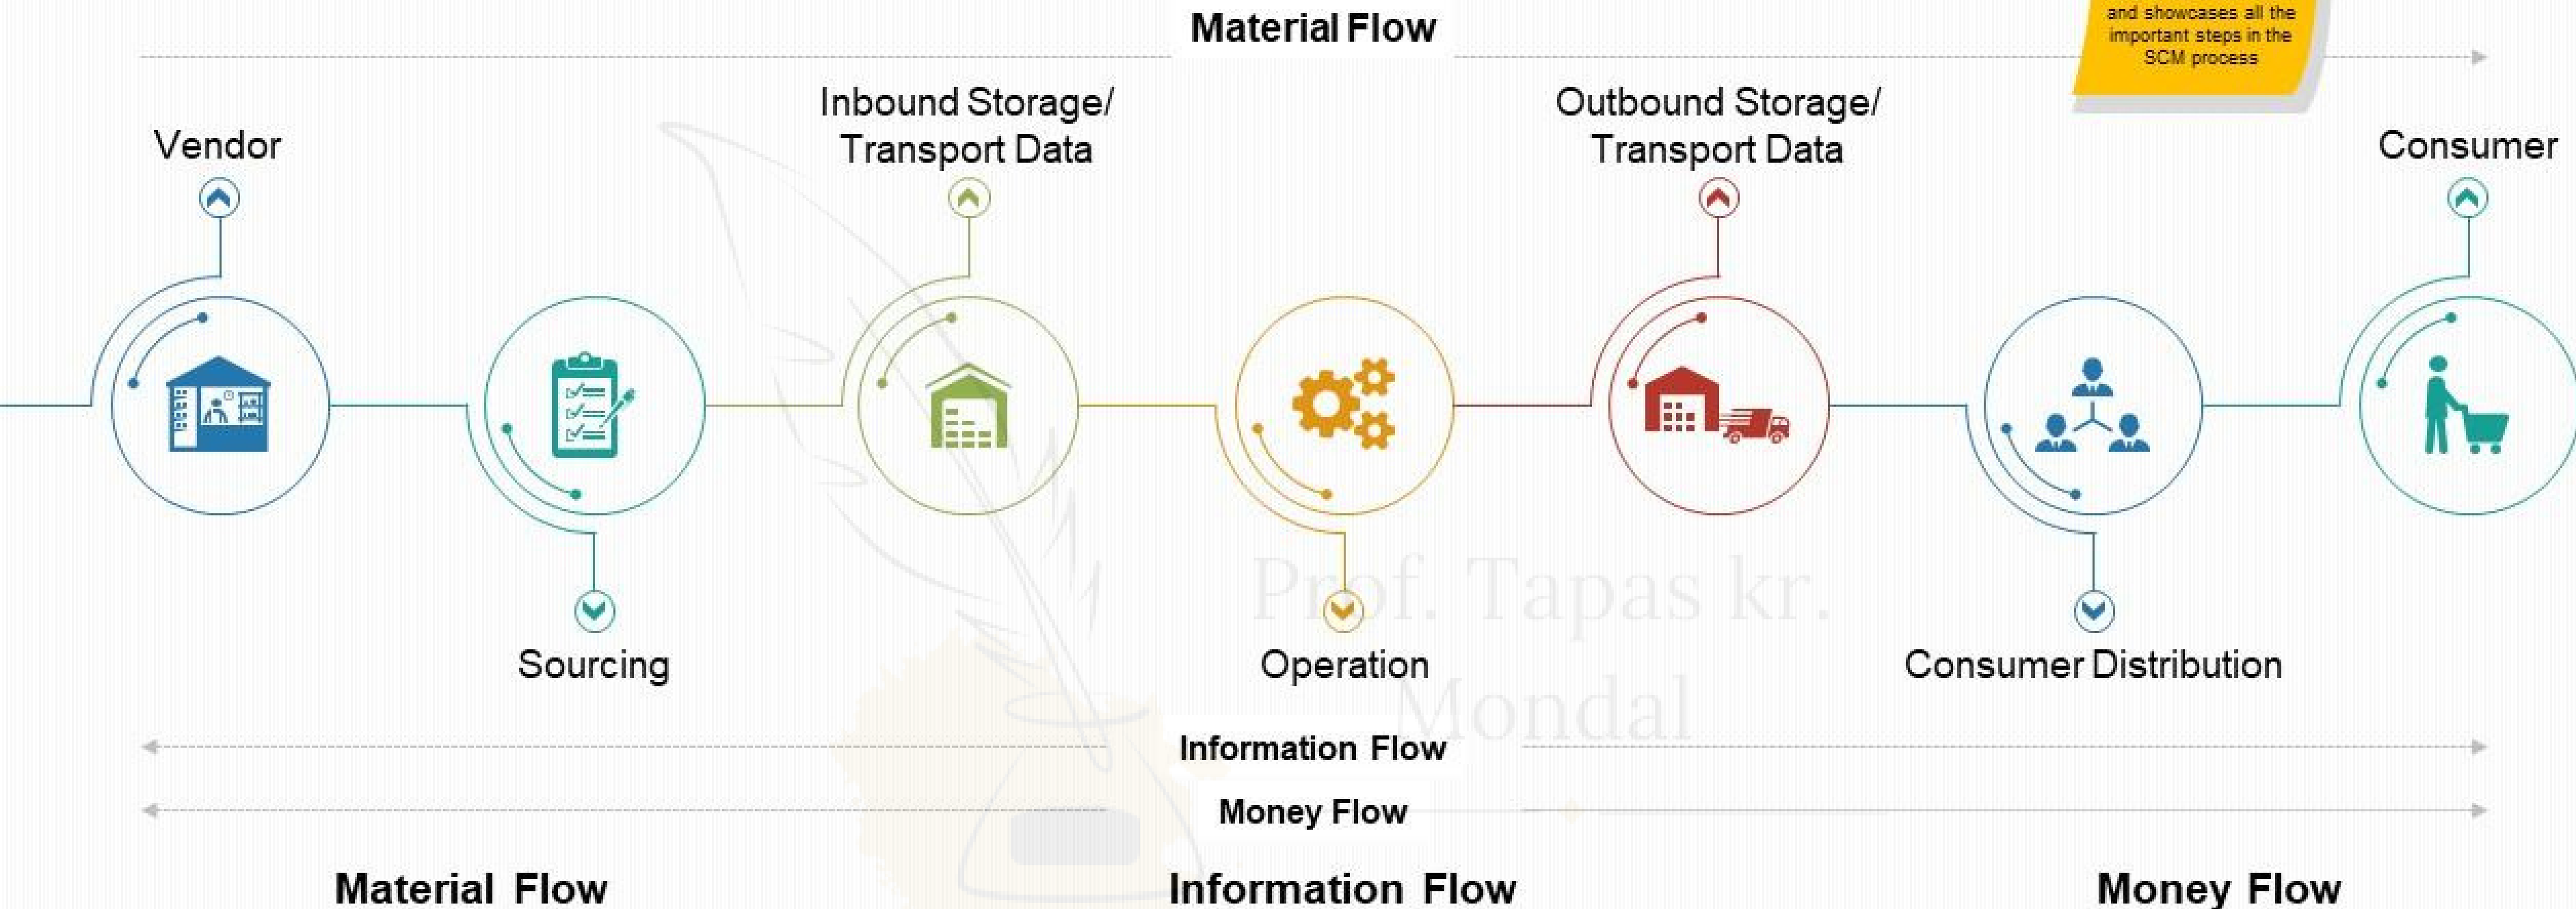 Material Flow
and showcases all the
important steps in the
SCM process
Vendor
Inbound Storage/
Transport Data
Outbound Storage/
Transport Data
Consumer
Sourcing
Operation
Consumer Distribution
Prof. Tapas kr.
Mondal
Information Flow
Money Flow
Material Flow
Information Flow
Money Flow